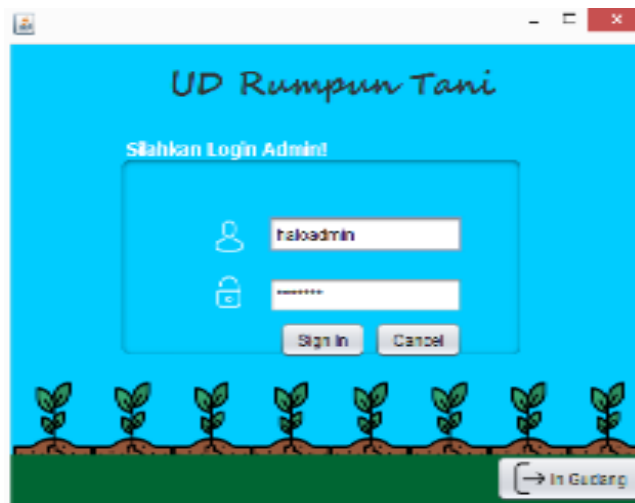 UD Rumpun Tani
Silahkan Login Admin!
haloadmin
Sign In
Cancel
In Gudang